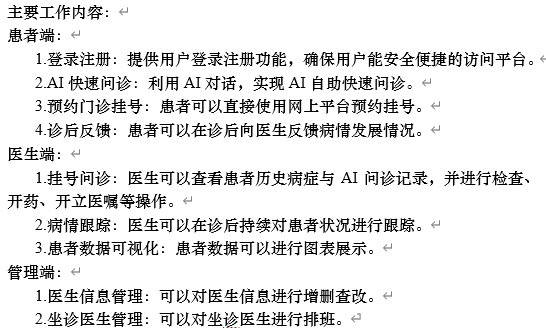 主要工作内容：
患者端：
1.登录注册：提供用户登录注册功能，确保用户能安全便捷的访问平台。
2.AI 快速问诊：利用 AI 对话，实现 AI 自助快速问诊。
3.预约门诊挂号：患者可以直接使用网上平台预约挂号。
4.诊后反馈：患者可以在诊后向医生反馈病情发展情况。
医生端：
1.挂号问诊：医生可以查看患者历史病症与 AI 问诊记录，并进行检查、
开药、开立医嘱等操作。
2.病情跟踪：医生可以在诊后持续对患者状况进行跟踪。
3.患者数据可视化：患者数据可以进行图表展示。
管理端：
1.医生信息管理：可以对医生信息进行增删查改。
2.坐诊医生管理：可以对坐诊医生进行排班。